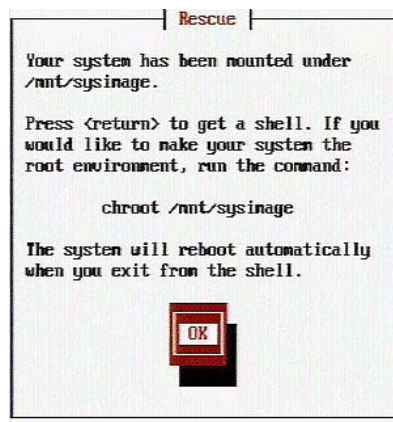 Rescue
Your system has been mounted under
/mnt/sysimage.
Press <return> to get a shell. If you
would like to make your system the
root environment, run the command:
chroot /mnt/sysimage
The system will reboot automatically
when you exit from the shell.
OK